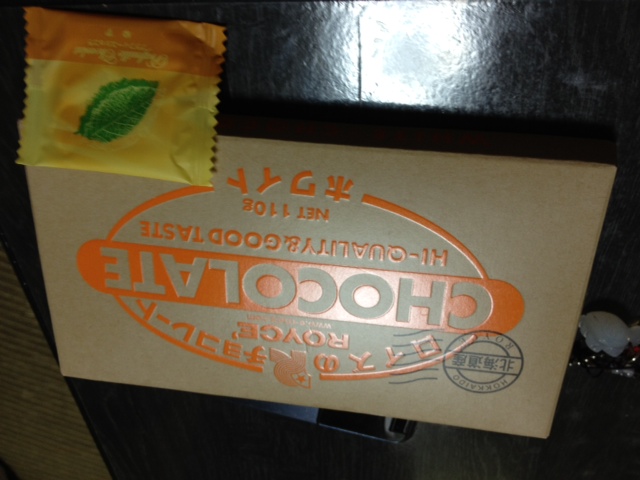 ロイズのチョコレート
ROYCE'
CHOCOLATE
HI-QUALITY&GOOD TASTE
NET 110g
ホワイト
ROYCE
北海道産
HOKKAIDO